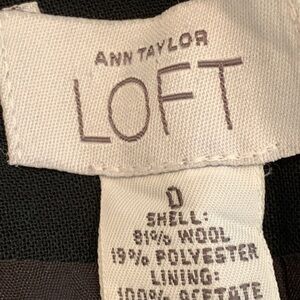 ANN TAYLOR
LOFT
0
SHELL:
81% WOOL
19% POLYESTER
LINING:
100% ACETATE